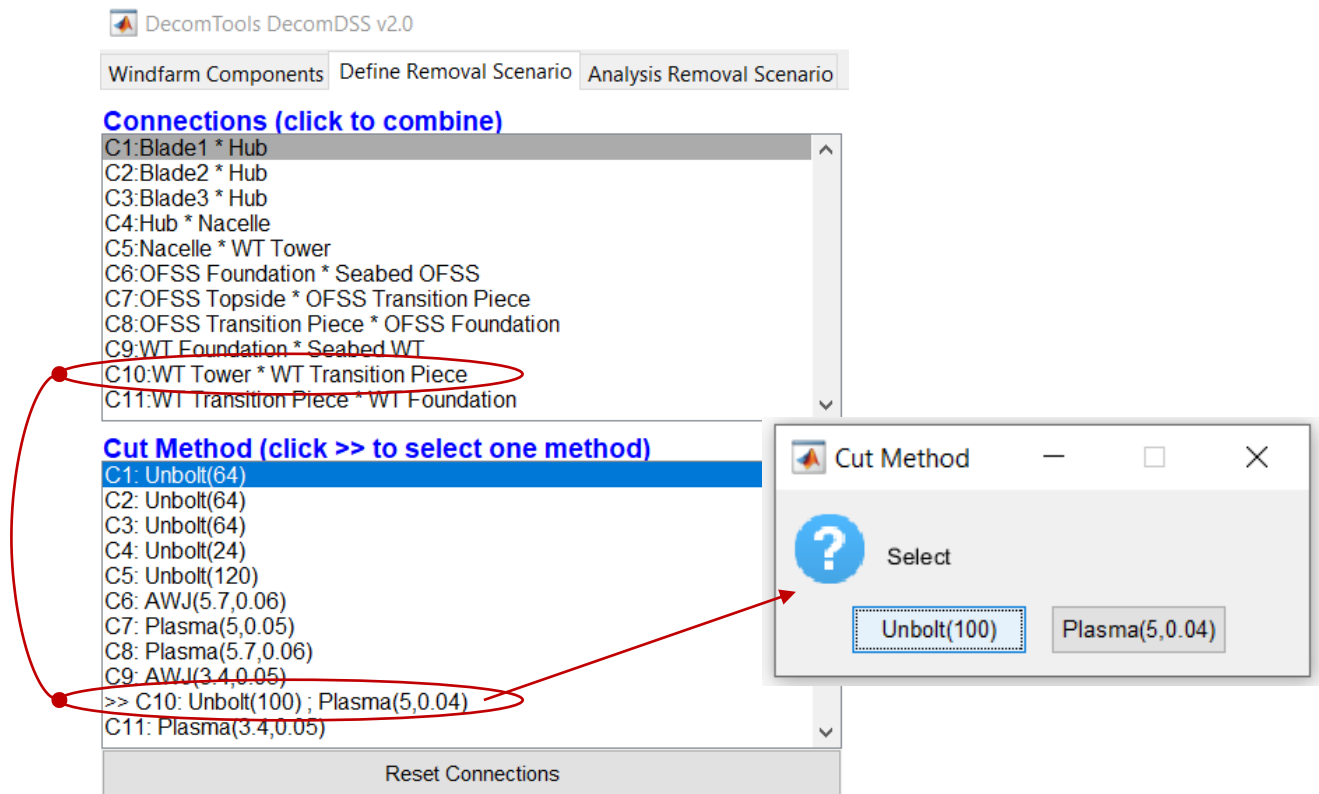 DecomTools DecomDSS v2.0
Windfarm Components Define Removal Scenario Analysis Removal Scenario
Connections (click to combine)
C1:Blade1 * Hub
C2:Blade2 * Hub
C3:Blade3 * Hub
C4:Hub * Nacelle
C5:Nacelle * WT Tower
C6:OFSS Foundation * Seabed OFSS
C7:OFSS Topside * OFSS Transition Piece
C8:OFSS Transition Piece * OFSS Foundation
C9:WT Foundation * Seabed WT
C10:WT Tower * WT Transition Piece
C11:WT Transition Piece * WT Foundation
Cut Method (click >> to select one method)
C1: Unbolt(64)
C2: Unbolt(64)
C3: Unbolt(64)
C4: Unbolt(24)
C5: Unbolt(120)
C6: AWJ(5.7,0.06)
C7: Plasma(5,0.05)
C8: Plasma(5.7,0.06)
C9: AWJ(3.4,0.05)
>> C10: Unbolt(100) ; Plasma(5,0.04)
C11: Plasma(3.4,0.05)
Reset Connections
Cut Method
?
Select
Unbolt(100) Plasma(5,0.04)